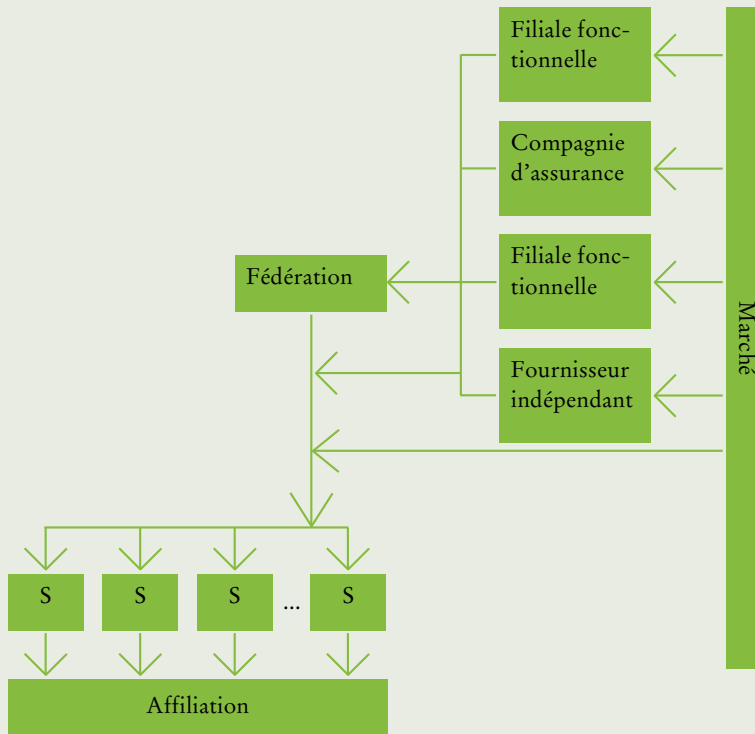 Filiale fonc-
tionnelle
Compagnie
d'assurance
Fédération
Filiale fonc-
tionnelle
Marché
Fournisseur
indépendant
S
S
S
...
S
Affiliation